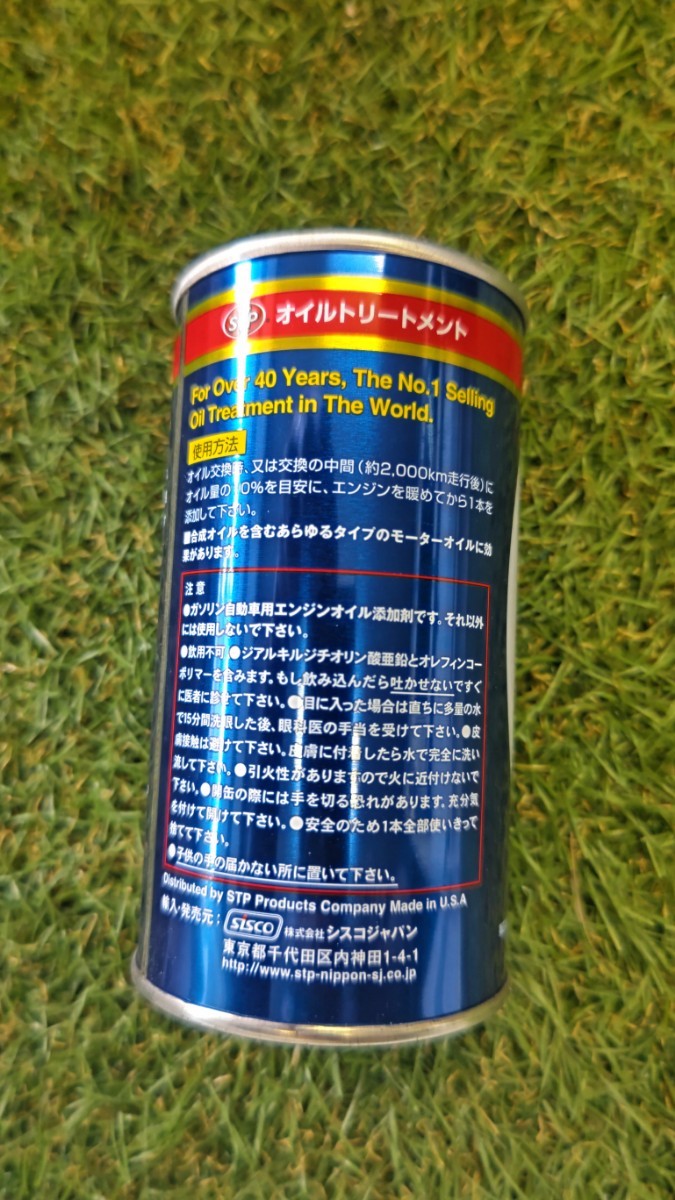 STP オイルトリートメント
For Over 40 Years, The No.1 Selling
Oil Treatment in The World.
使用方法
オイル交換時、又は交換の中間(約2,000km走行後)に
オイル量の10%を目安に、エンジンを暖めてから1本を
添加して下さい。
■合成オイルを含むあらゆるタイプのモーターオイルに効
果があります。
注意
●ガソリン自動車用エンジンオイル添加剤です。それ以外
には使用しないで下さい。
●飲用不可 ●ジアルキルジチオリン酸亜鉛とオレフィンコー
ポリマーを含みます。もし飲み込んだら吐かせないですぐ
に医者に診せて下さい。●目に入った場合は直ちに多量の水
で15分間洗眼した後、眼科医の手当を受けて下さい。●皮
膚接触は避けて下さい。皮膚に付着したら水で完全に洗い
流して下さい。●引火性がありますので火に近付けないで
下さい。●開缶の際には手を切る恐れがあります。充分気
を付けて開けて下さい。●安全のため1本全部使いきって
捨てて下さい。
●子供の手の届かない所に置いて下さい。
Distributed by STP Products Company Made in U.S.A
輸入・発売元: SISCO 株式会社 シスコジャパン
東京都千代田区内神田1-4-1
http://www.stp-nippon-sj.co.jp